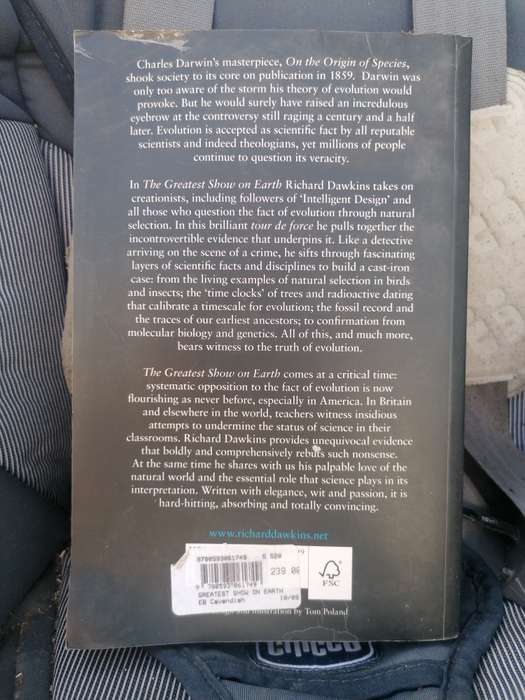 Charles Darwin's masterpiece, On the Origin of Species,
shook society to its core on publication in 1859. Darwin was
only too aware of the storm his theory of evolution would
provoke. But he would surely have raised an incredulous
eyebrow at the controversy still raging a century and a half
later. Evolution is accepted as scientific fact by all reputable
scientists and indeed theologians, yet millions of people
continue to question its veracity.
In The Greatest Show on Earth Richard Dawkins takes on
creationists, including followers of 'Intelligent Design' and
all those who question the fact of evolution through natural
selection. In this brilliant tour de force he pulls together the
incontrovertible evidence that underpins it. Like a detective
arriving on the scene of a crime, he sifts through fascinating
layers of scientific facts and disciplines to build a cast-iron
case: from the living examples of natural selection in birds
and insects; the 'time clocks' of trees and radioactive dating
that calibrate a timescale for evolution; the fossil record and
the traces of our earliest ancestors; to confirmation from
molecular biology and genetics. All of this, and much more,
bears witness to the truth of evolution.
The Greatest Show on Earth comes at a critical time:
systematic opposition to the fact of evolution is now
flourishing as never before, especially in America. In Britain
and elsewhere in the world, teachers witness insidious
attempts to undermine the status of science in their
classrooms. Richard Dawkins provides unequivocal evidence
that boldly and comprehensively rebuts such nonsense.
At the same time he shares with us his palpable love of the
natural world and the essential role that science plays in its
interpretation. Written with elegance, wit and passion, it is
hard-hitting, absorbing and totally convincing.
www.richarddawkins.net
9780593061749 S 520
239.00
9 780593 061749
GREATEST SHOW ON EARTH
EB Cavendish 10/09
FSC
illustration by Tom Poland
chicco